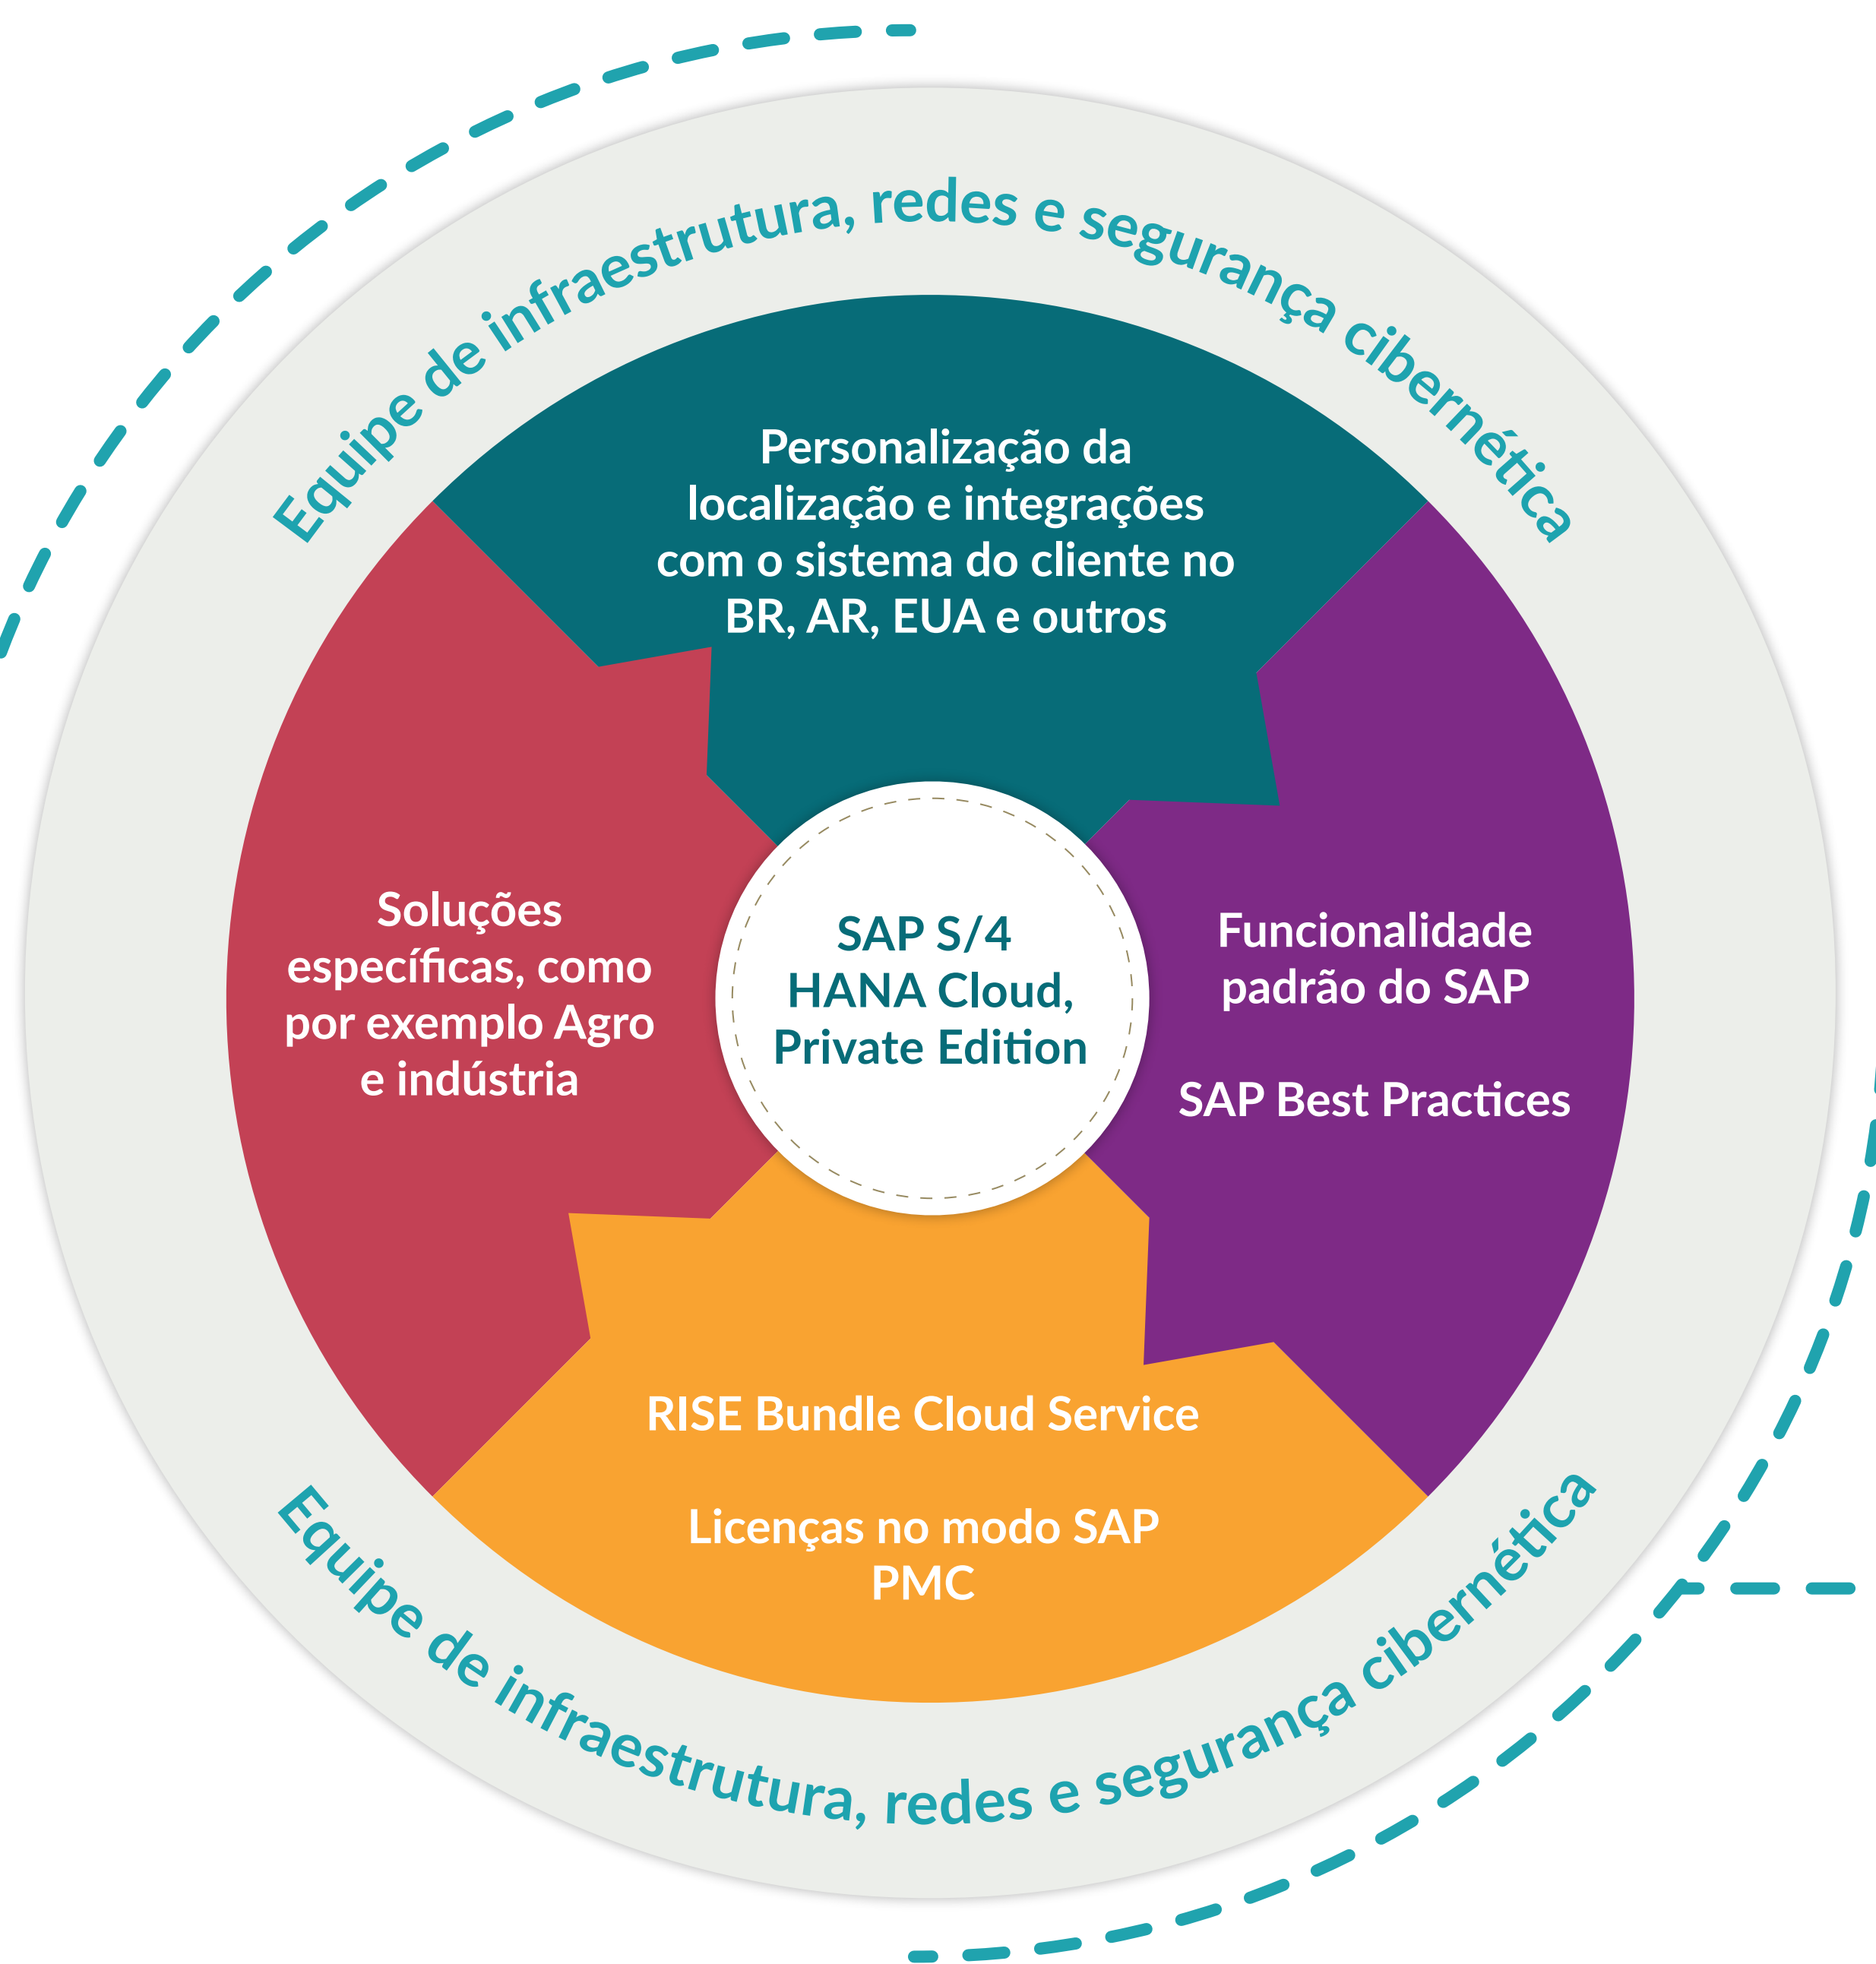 Equipe de infraestrutura, redes e segurança cibernética
Personalização da
localização e integrações
com o sistema do cliente no
BR, AR, EUA e outros
Soluções
específicas, como
por exemplo Agro
e indústria
SAP S/4
HANA Cloud,
Private Edition
Funcionalidade
padrão do SAP
SAP Best Practices
RISE Bundle Cloud Service
Licenças no modo SAP
PMC
Equipe de infraestrutura, redes e segurança cibernética